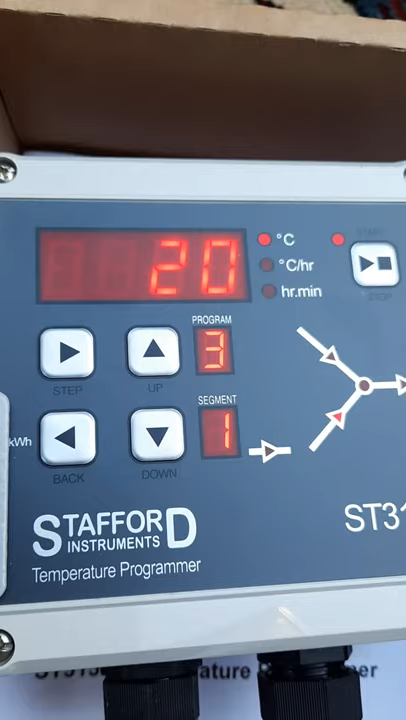 START
20
°C
°C/hr
hr.min
STOP
PROGRAM
3
STEP
UP
SEGMENT
1
kWh
BACK
DOWN
STAFFORD
INSTRUMENTS
Temperature Programmer
ST31